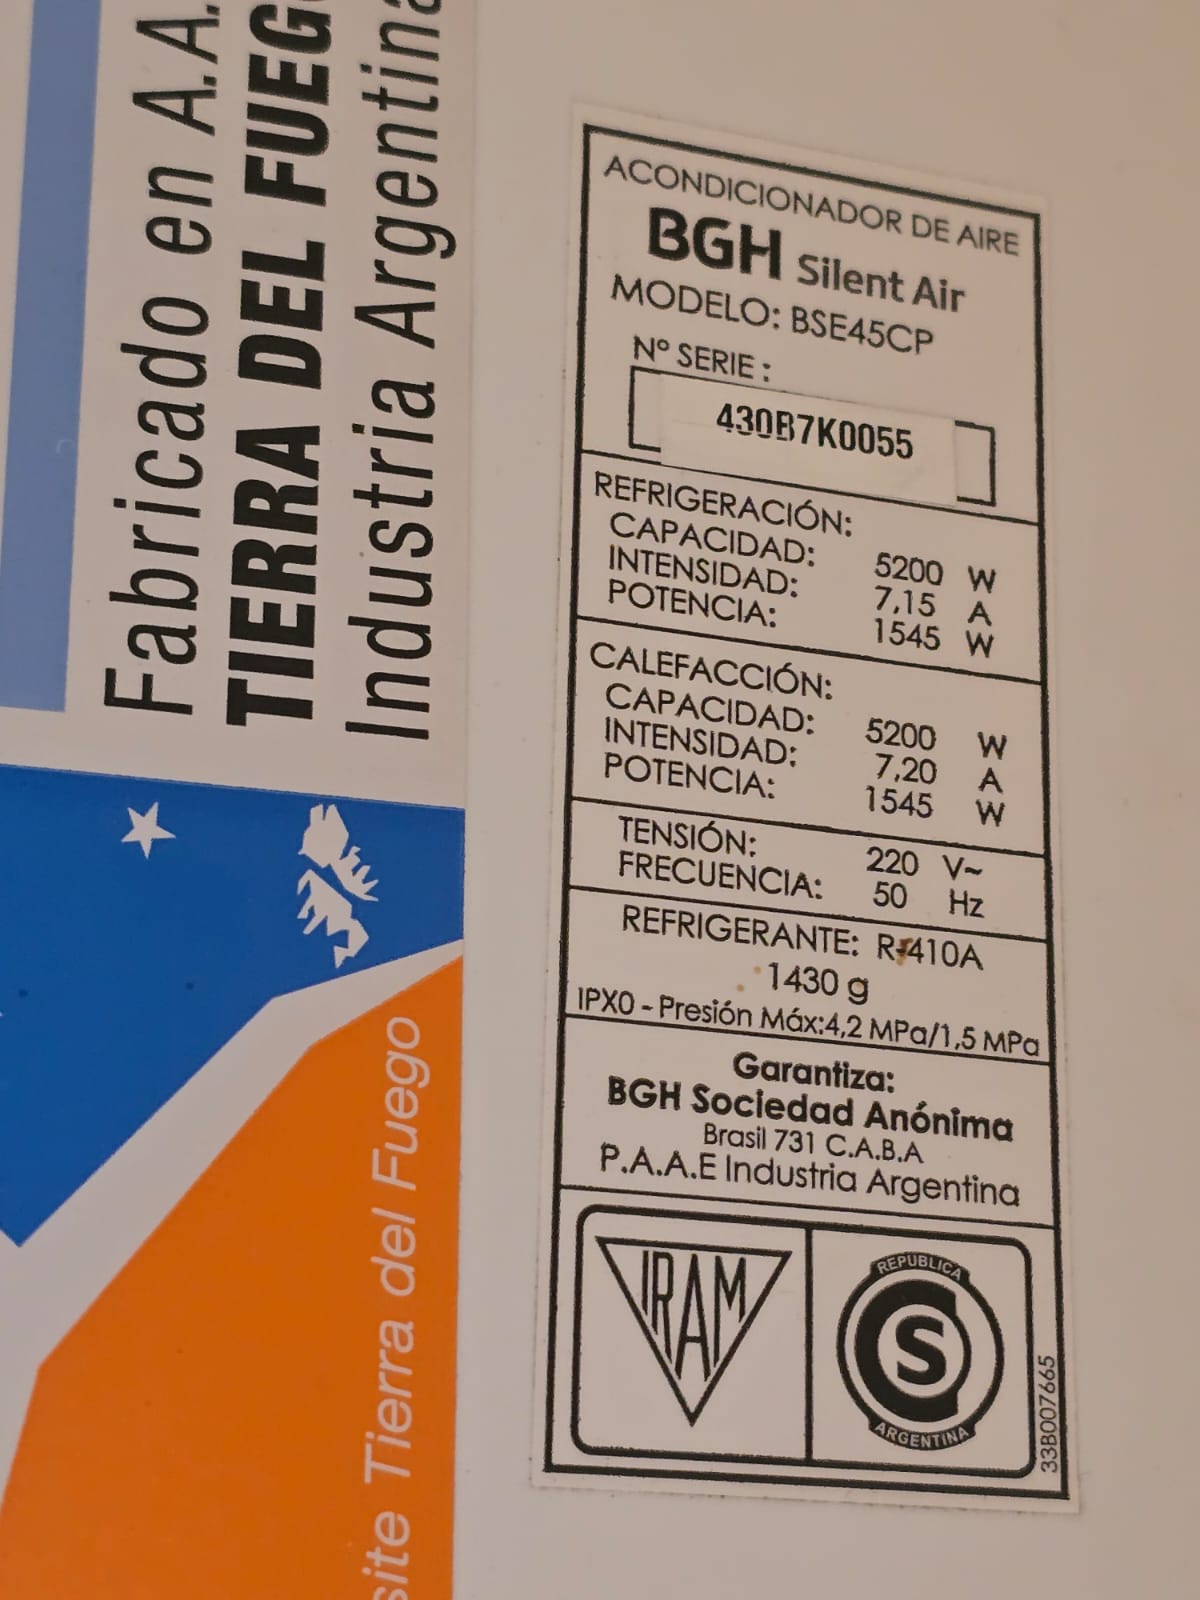 Fabricado en A.A.
TIERRA DEL FUEG
Industria Argentina
site Tierra del Fuego
ACONDICIONADOR DE AIRE
BGH Silent Air
MODELO: BSE45CP
Nº SERIE :
430B7K0055
REFRIGERACIÓN:
CAPACIDAD: 5200 W
INTENSIDAD: 7,15 A
POTENCIA: 1545 W
CALEFACCIÓN:
CAPACIDAD: 5200 W
INTENSIDAD: 7,20 A
POTENCIA: 1545 W
TENSIÓN: 220 V~
FRECUENCIA: 50 Hz
REFRIGERANTE: R-410A
1430 g
IPX0 - Presión Máx:4,2 MPa/1,5 MPa
Garantiza:
BGH Sociedad Anónima
Brasil 731 C.A.B.A
P.A.A.E Industria Argentina
IRAM
REPUBLICA
S
ARGENTINA
33B007665